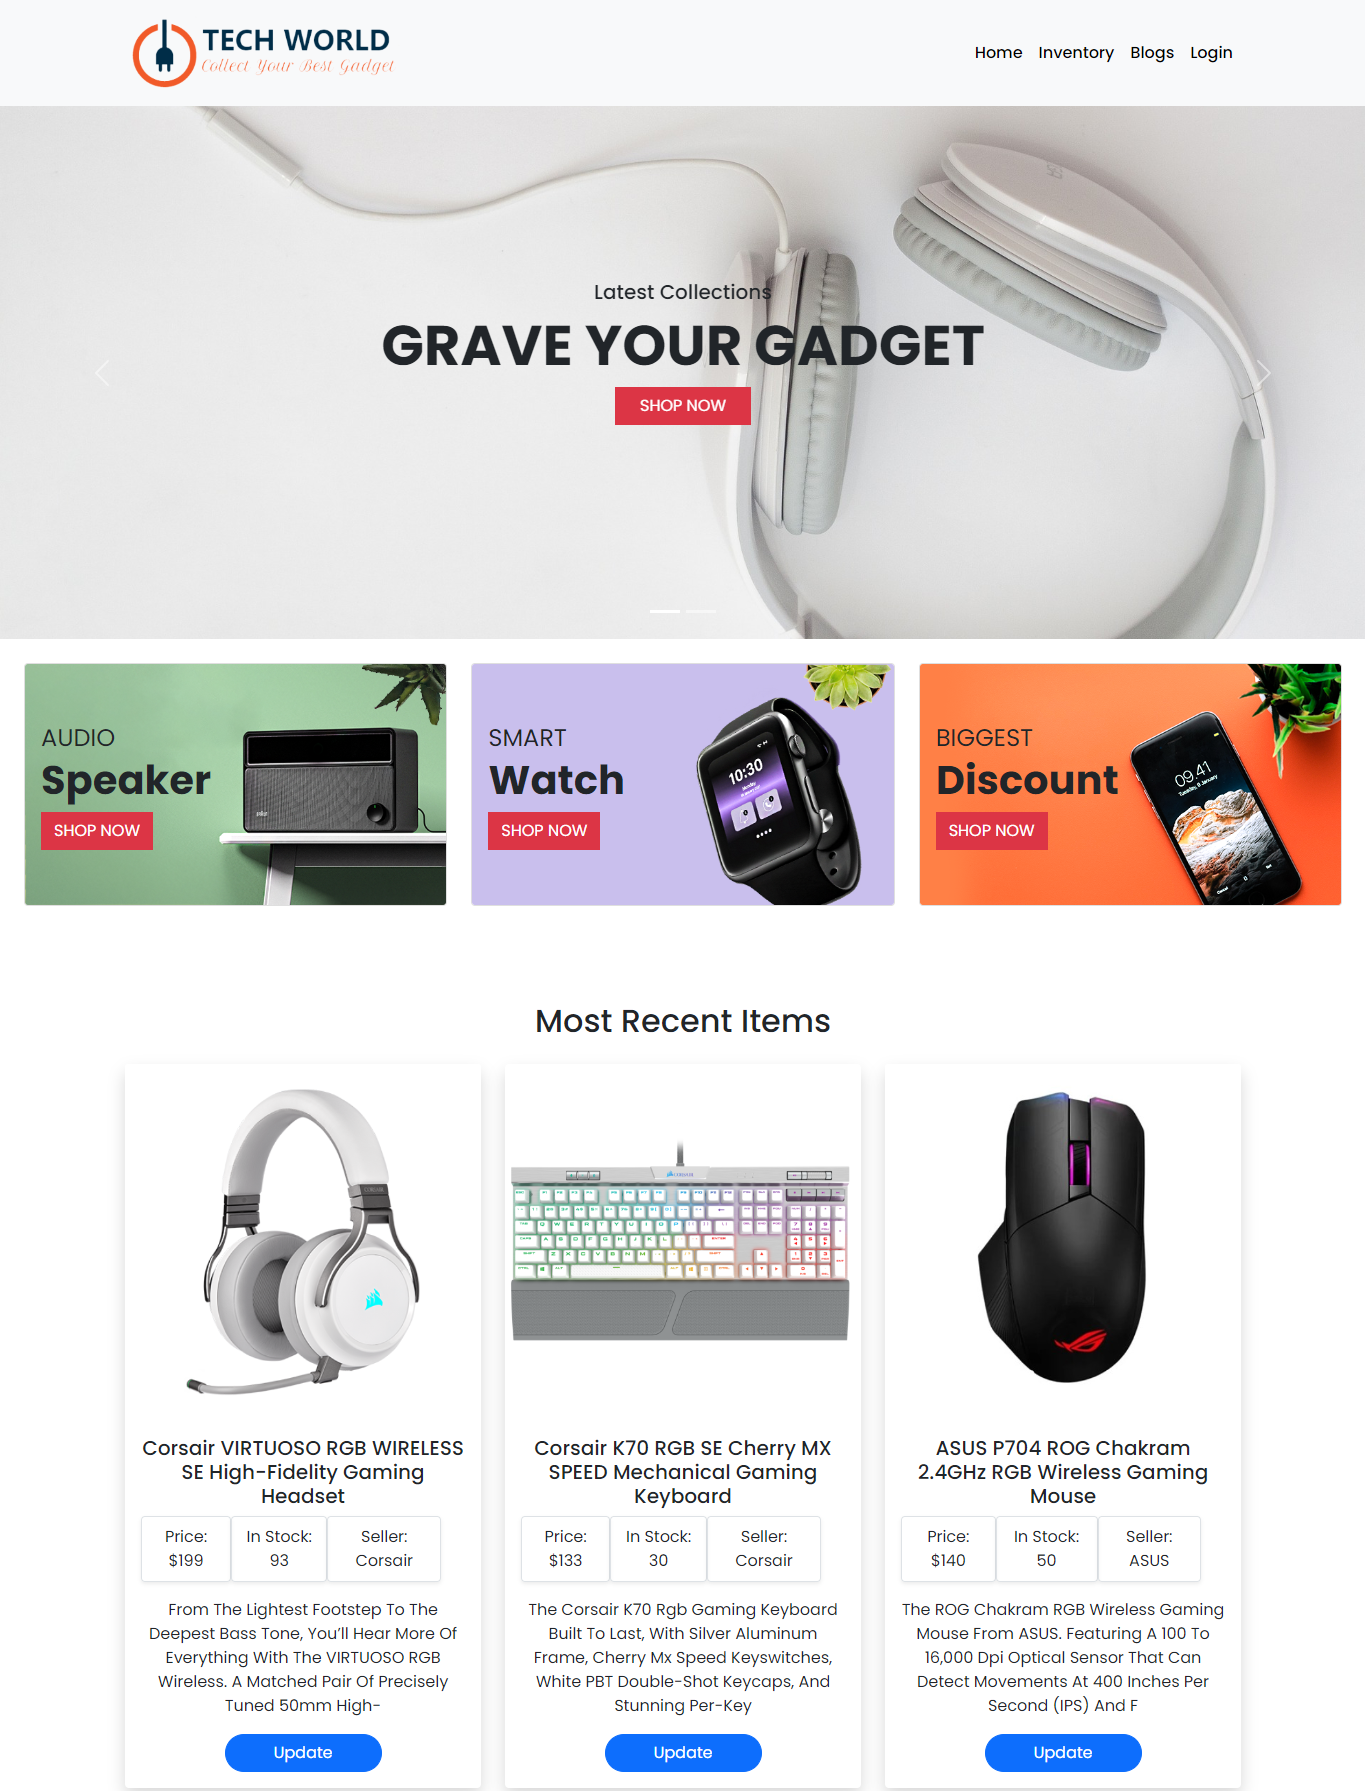 TECH WORLD
Collect Your Best Gadget
Home Inventory Blogs Login
Latest Collections
GRAVE YOUR GADGET
SHOP NOW
AUDIO
Speaker
SHOP NOW
SMART
Watch
SHOP NOW
10:30
BIGGEST
Discount
SHOP NOW
09.41
Tuesday, 9 January
Most Recent Items
Corsair VIRTUOSO RGB WIRELESS
SE High-Fidelity Gaming
Headset
Price:
$199
In Stock:
93
Seller:
Corsair
From The Lightest Footstep To The
Deepest Bass Tone, You’ll Hear More Of
Everything With The VIRTUOSO RGB
Wireless. A Matched Pair Of Precisely
Tuned 50mm High-
Update
Corsair K70 RGB SE Cherry MX
SPEED Mechanical Gaming
Keyboard
Price:
$133
In Stock:
30
Seller:
Corsair
The Corsair K70 Rgb Gaming Keyboard
Built To Last, With Silver Aluminum
Frame, Cherry Mx Speed Keyswitches,
White PBT Double-Shot Keycaps, And
Stunning Per-Key
Update
ASUS P704 ROG Chakram
2.4GHz RGB Wireless Gaming
Mouse
Price:
$140
In Stock:
50
Seller:
ASUS
The ROG Chakram RGB Wireless Gaming
Mouse From ASUS. Featuring A 100 To
16,000 Dpi Optical Sensor That Can
Detect Movements At 400 Inches Per
Second (IPS) And F
Update